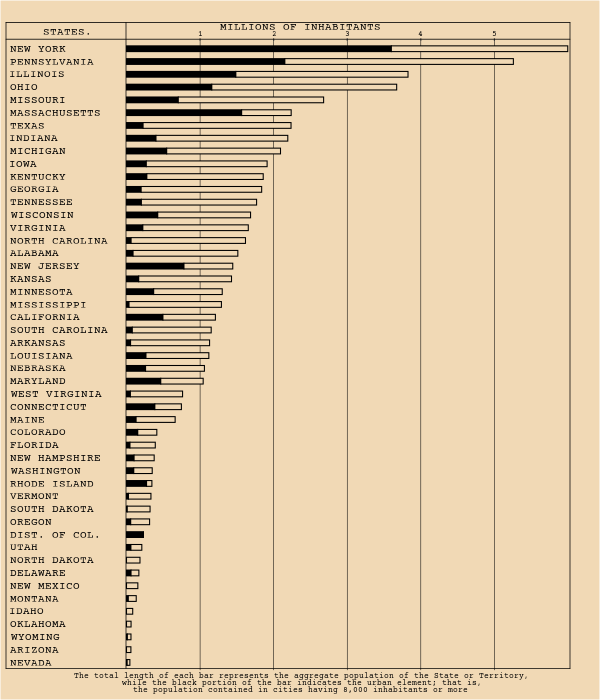 MILLIONS OF INHABITANTS
STATES.
1 2 3 4 5
NEW YORK
PENNSYLVANIA
ILLINOIS
OHIO
MISSOURI
MASSACHUSETTS
TEXAS
INDIANA
MICHIGAN
IOWA
KENTUCKY
GEORGIA
TENNESSEE
WISCONSIN
VIRGINIA
NORTH CAROLINA
ALABAMA
NEW JERSEY
KANSAS
MINNESOTA
MISSISSIPPI
CALIFORNIA
SOUTH CAROLINA
ARKANSAS
LOUISIANA
NEBRASKA
MARYLAND
WEST VIRGINIA
CONNECTICUT
MAINE
COLORADO
FLORIDA
NEW HAMPSHIRE
WASHINGTON
RHODE ISLAND
VERMONT
SOUTH DAKOTA
OREGON
DIST. OF COL.
UTAH
NORTH DAKOTA
DELAWARE
NEW MEXICO
MONTANA
IDAHO
OKLAHOMA
WYOMING
ARIZONA
NEVADA
The total length of each bar represents the aggregate population of the State or Territory,
while the black portion of the bar indicates the urban element; that is,
the population contained in cities having 8,000 inhabitants or more